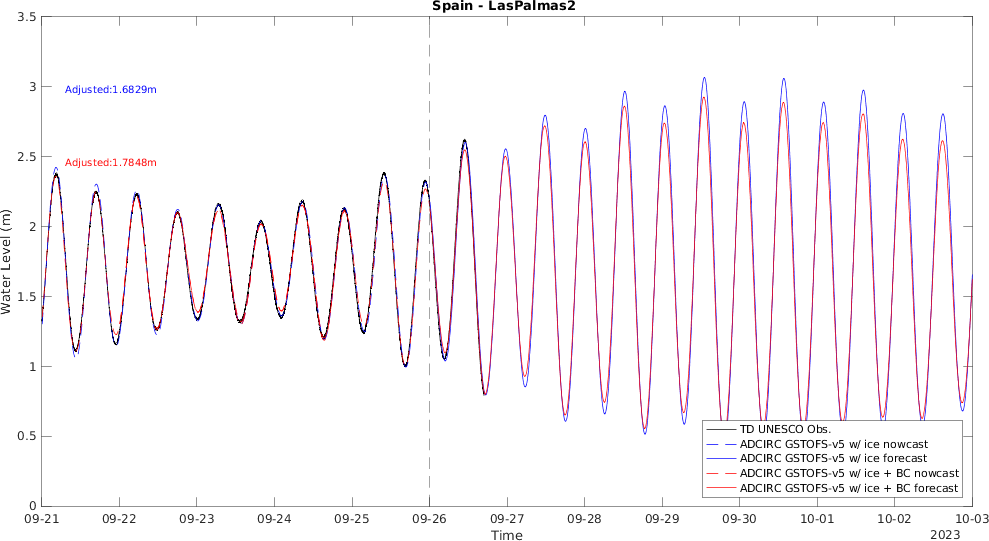 Spain - LasPalmas2
3.5
3
2.5
2
1.5
1
0.5
0
Water Level (m)
Adjusted:1.6829m
Adjusted:1.7848m
TD UNESCO Obs.
ADCIRC GSTOFS-v5 w/ ice nowcast
ADCIRC GSTOFS-v5 w/ ice forecast
ADCIRC GSTOFS-v5 w/ ice + BC nowcast
ADCIRC GSTOFS-v5 w/ ice + BC forecast
09-21 09-22 09-23 09-24 09-25 09-26 09-27 09-28 09-29 09-30 10-01 10-02 10-03
Time
2023